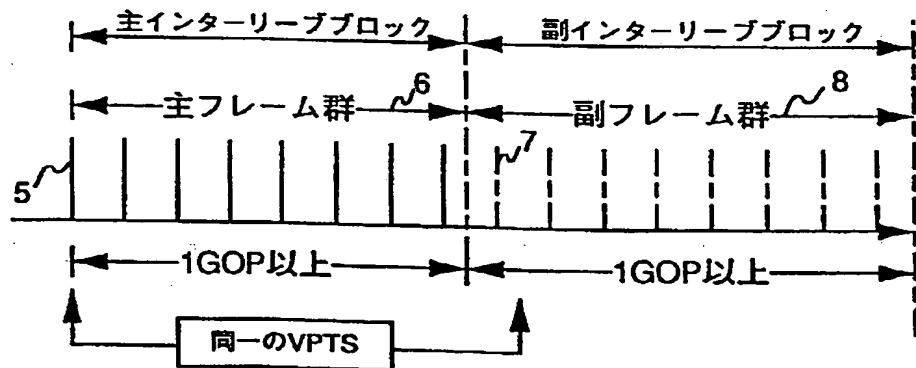 主インターリーブブロック
副インターリーブブロック
主フレーム群
6
副フレーム群
8
5
7
1GOP以上
1GOP以上
同一のVPTS